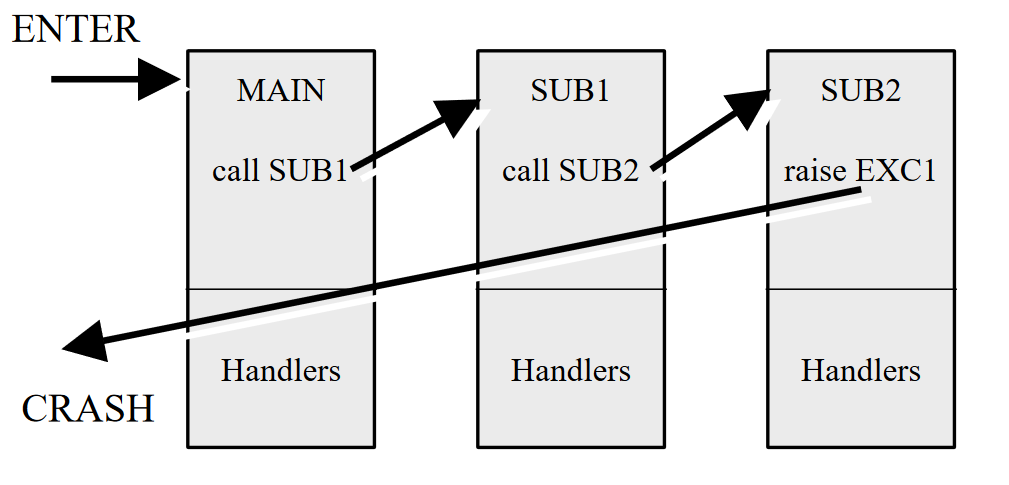 ENTER
MAIN
SUB1
SUB2
call SUB1
call SUB2
raise EXC1
Handlers
Handlers
Handlers
CRASH